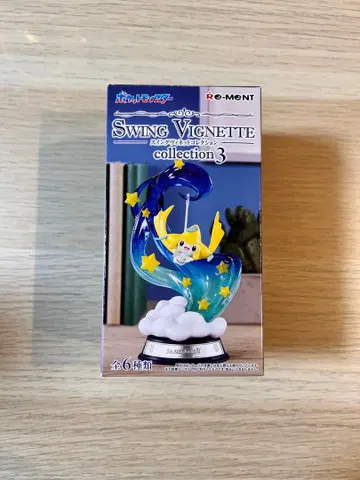 ポケットモンスター
RE-MENT
SWING VIGNETTE
スイングヴィネットコレクション
collection 3
全6種類